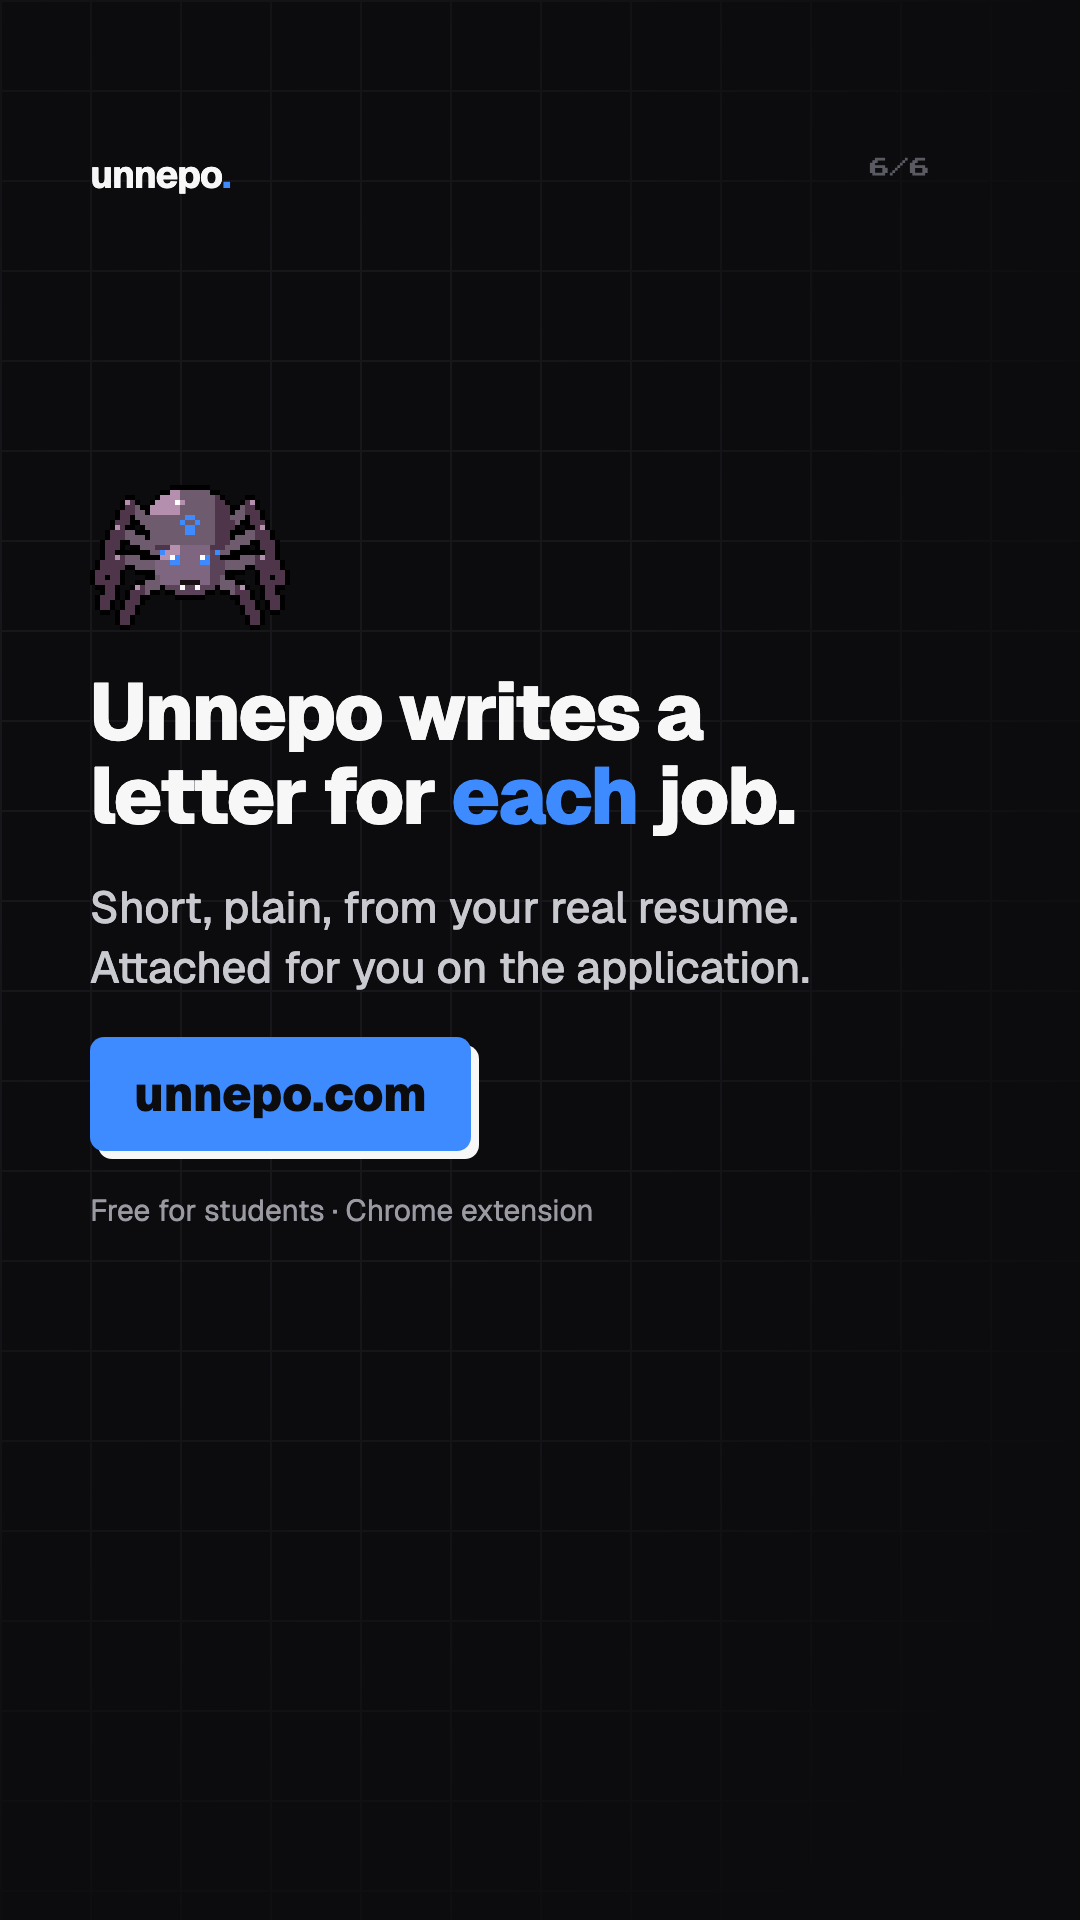 unnepo.
6/6
Unnepo writes a
letter for each job.
Short, plain, from your real resume.
Attached for you on the application.
unnepo.com
Free for students · Chrome extension